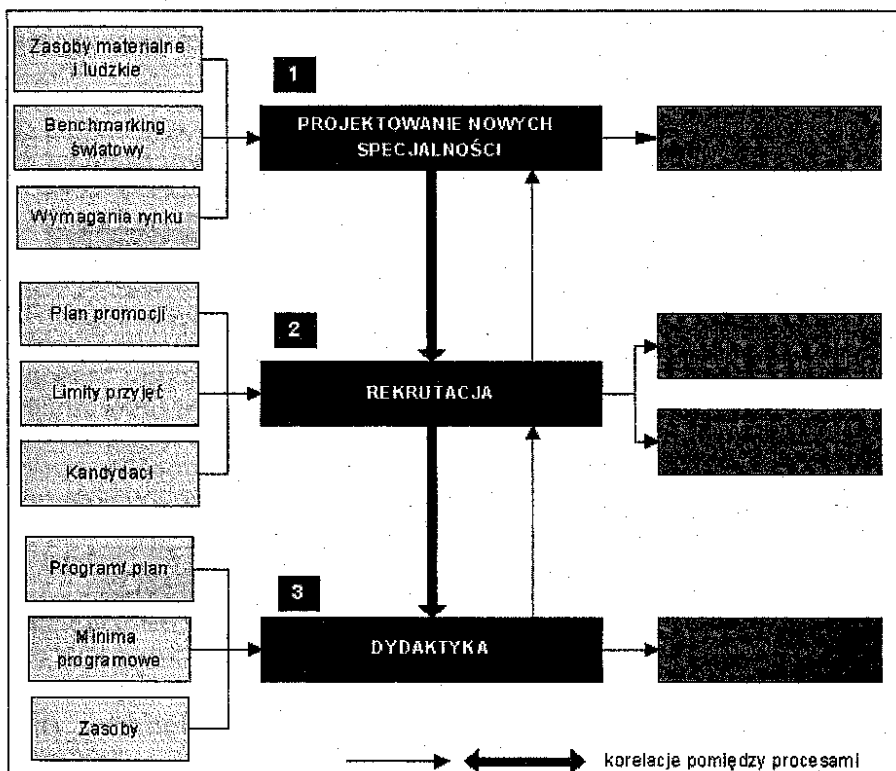 Zasoby materialne
i ludzkie
Benchmarking
światowy
Wymagania rynku
1
PROJEKTOWANIE NOWYCH
SPECJALNOŚCI
Plan promocji
Limity przyjęć
Kandydaci
2
REKRUTACJA
Program/ plan
Minima
programowe
Zasoby
3
DYDAKTYKA
korelacje pomiędzy procesami